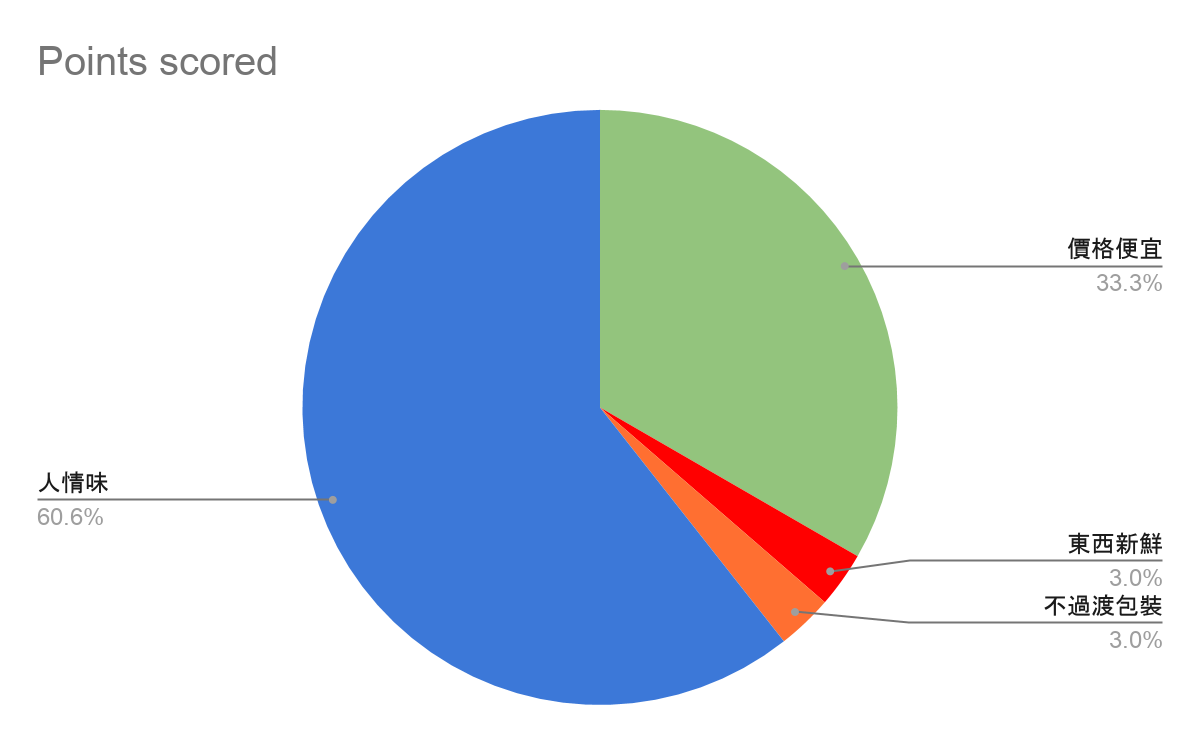 Points scored
價格便宜
33.3%
人情味
60.6%
東西新鮮
3.0%
不過渡包裝
3.0%